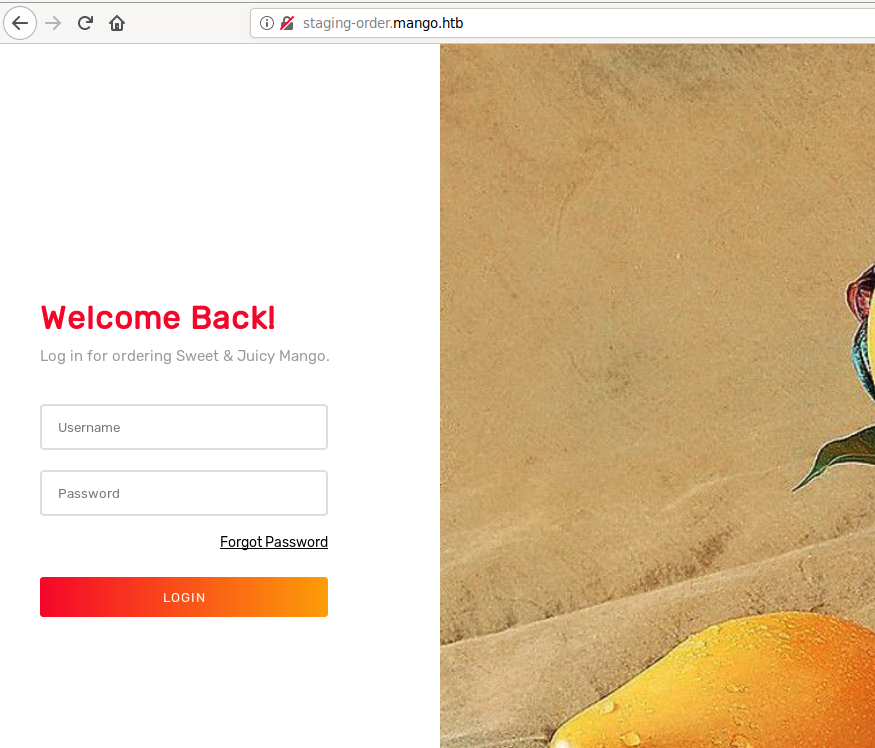 staging-order.mango.htb
Welcome Back!
Log in for ordering Sweet & Juicy Mango.
Username
Password
Forgot Password
LOGIN